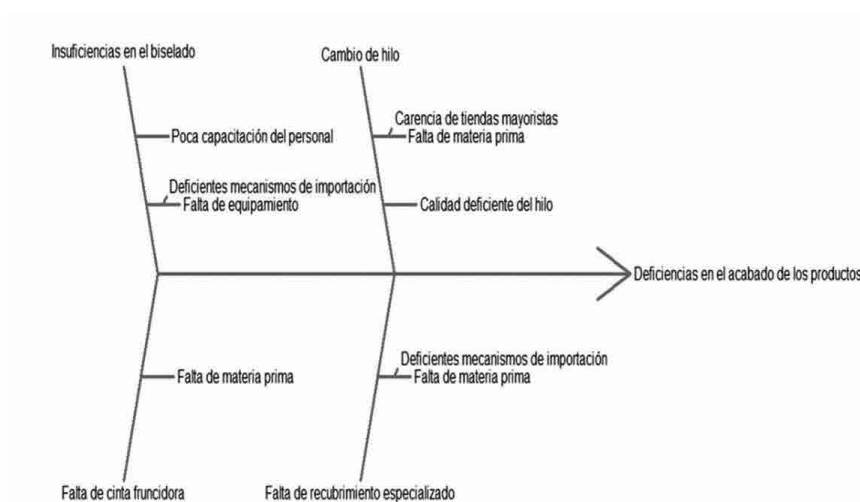 Insuficiencias en el biselado
Cambio de hilo
Poca capacitación del personal
Carencia de tiendas mayoristas
Falta de materia prima
Deficientes mecanismos de importación
Falta de equipamiento
Calidad deficiente del hilo
Deficiencias en el acabado de los productos
Falta de materia prima
Deficientes mecanismos de importación
Falta de materia prima
Falta de cinta fruncidora
Falta de recubrimiento especializado